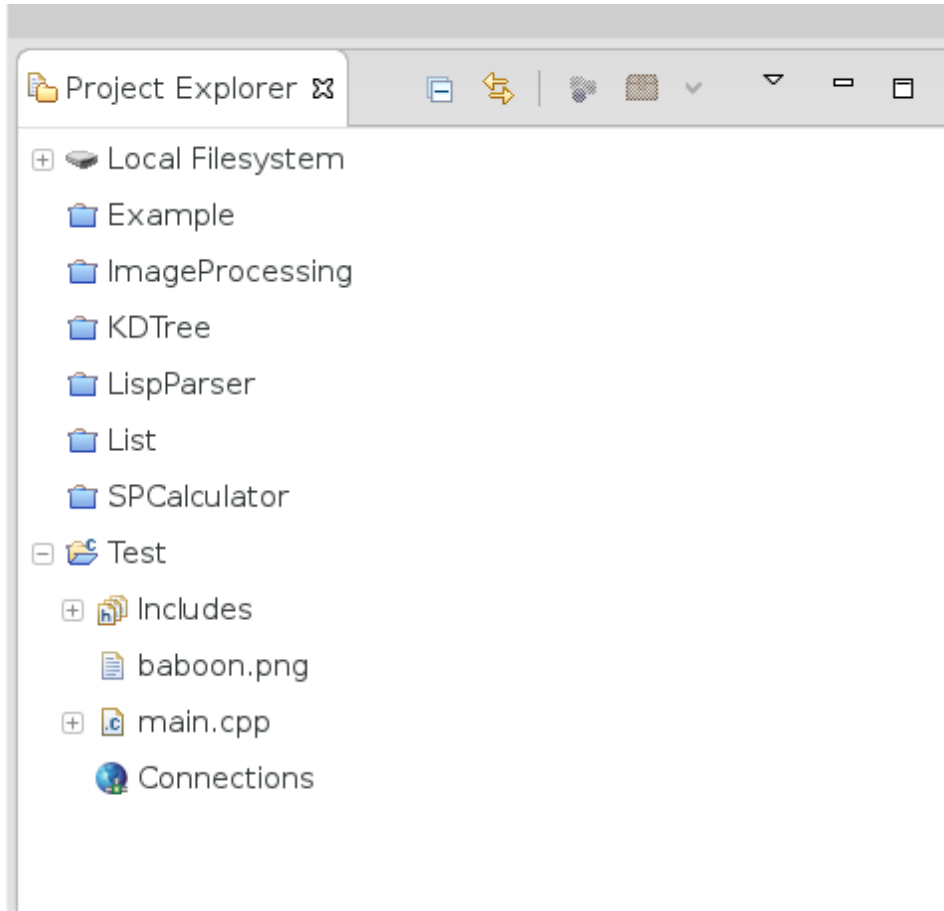 Project Explorer
Local Filesystem
Example
ImageProcessing
KDTree
LispParser
List
SPCalculator
Test
Includes
baboon.png
main.cpp
Connections